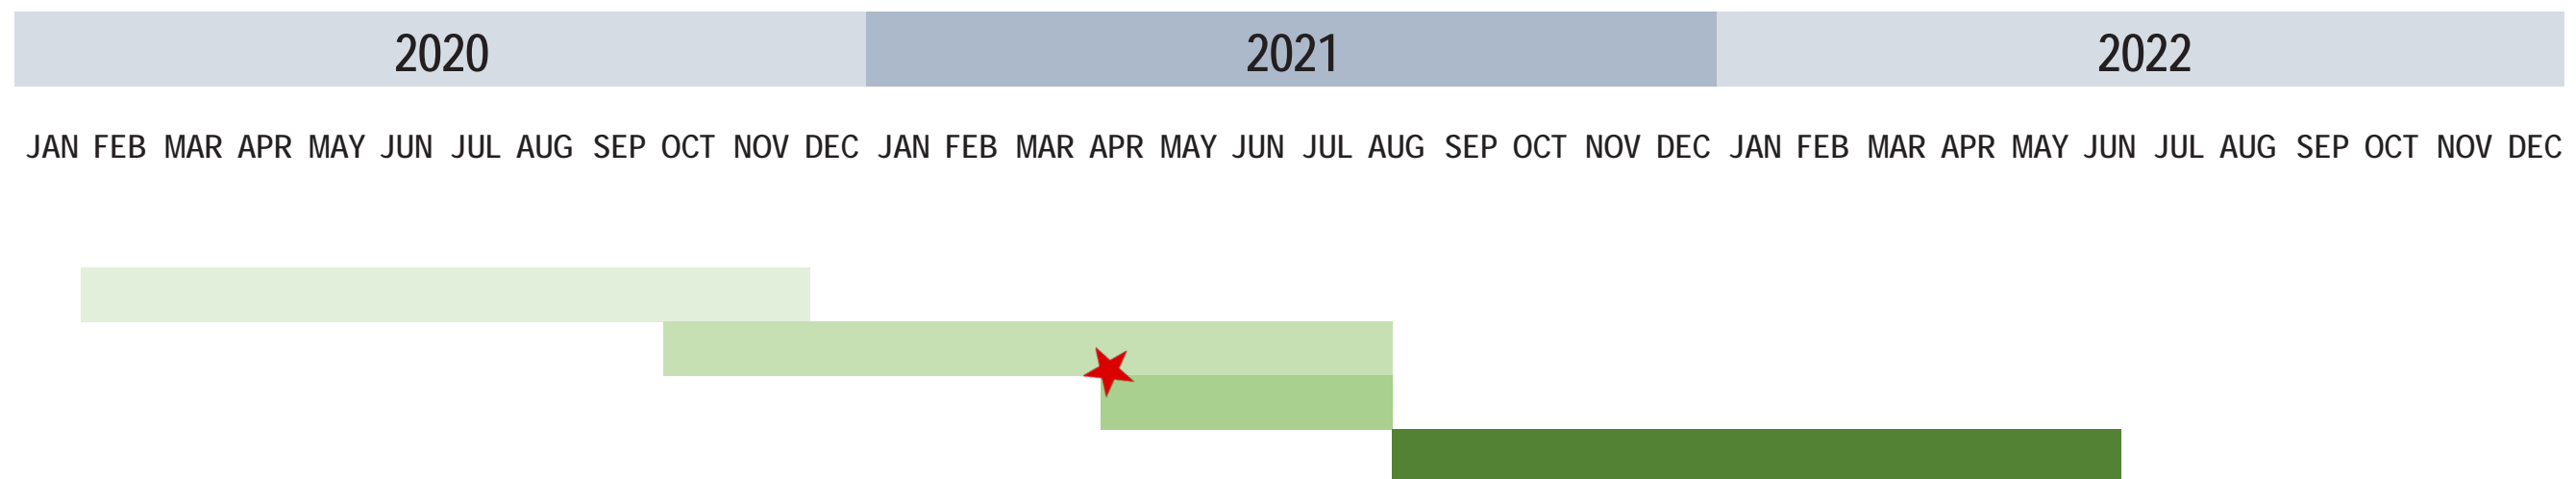 2020 2021 2022
JAN FEB MAR APR MAY JUN JUL AUG SEP OCT NOV DEC JAN FEB MAR APR MAY JUN JUL AUG SEP OCT NOV DEC JAN FEB MAR APR MAY JUN JUL AUG SEP OCT NOV DEC